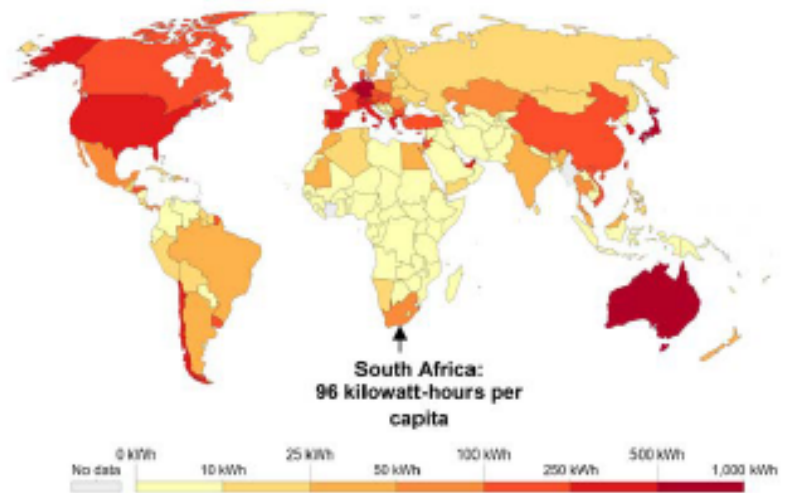 South Africa:
96 kilowatt-hours per
capita
0 kWh 25 kWh 100 kWh 500 kWh
No data 10 kWh 50 kWh 250 kWh 1,000 kWh